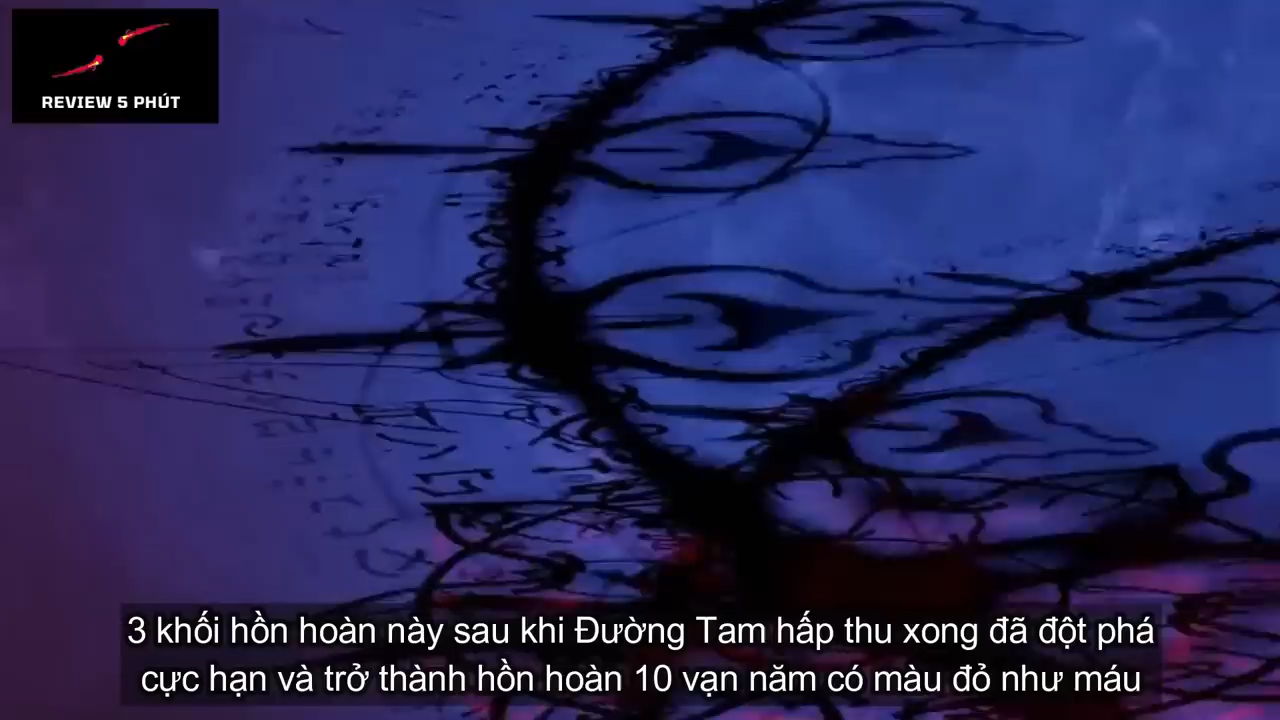 REVIEW 5 PHÚT
3 khối hồn hoàn này sau khi Đường Tam hấp thu xong đã đột phá
cực hạn và trở thành hồn hoàn 10 vạn năm có màu đỏ như máu